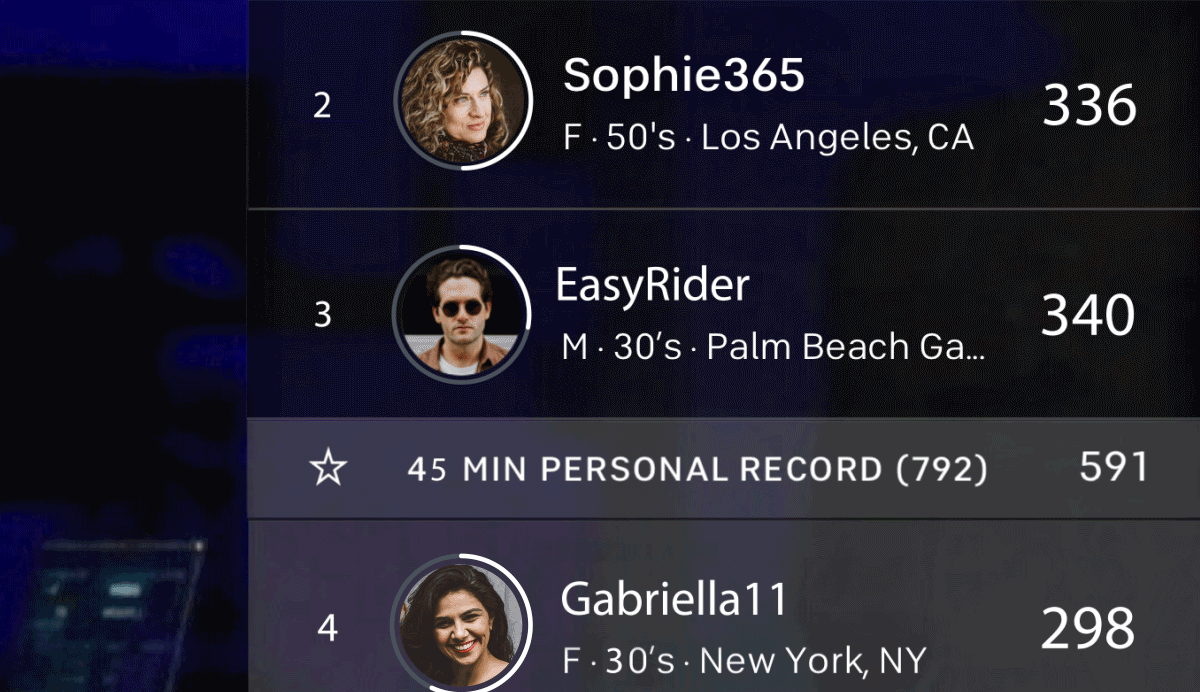 2
Sophie365
336
F · 50's · Los Angeles, CA
3
EasyRider
340
M · 30's · Palm Beach Ga...
45 MIN PERSONAL RECORD (792)
591
4
Gabriella11
298
F · 30's · New York, NY